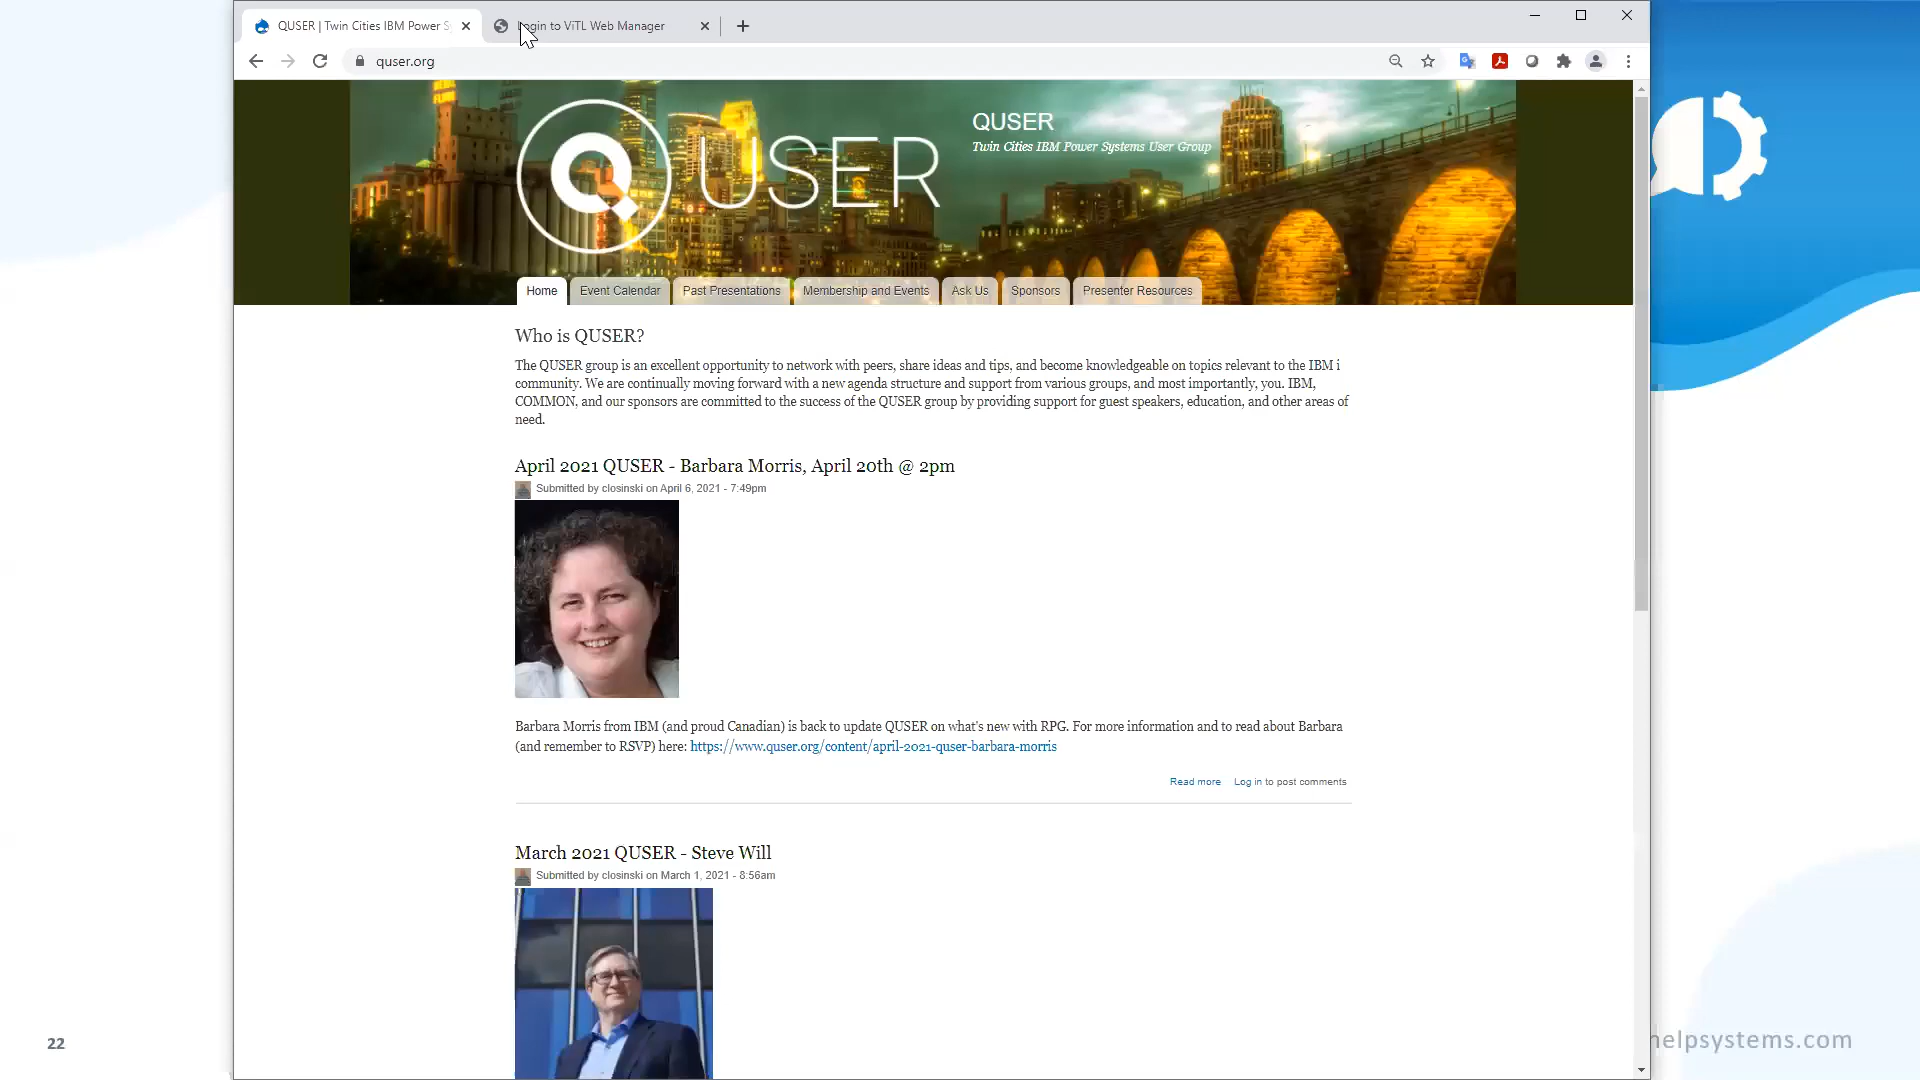 QUSER | Twin Cities IBM Power S
Login to ViTL Web Manager
quser.org
QUSER
QUSER
Twin Cities IBM Power Systems User Group
Home
Event Calendar
Past Presentations
Membership and Events
Ask Us
Sponsors
Presenter Resources
Who is QUSER?
The QUSER group is an excellent opportunity to network with peers, share ideas and tips, and become knowledgeable on topics relevant to the IBM i
community. We are continually moving forward with a new agenda structure and support from various groups, and most importantly, you. IBM,
COMMON, and our sponsors are committed to the success of the QUSER group by providing support for guest speakers, education, and other areas of
need.
April 2021 QUSER - Barbara Morris, April 20th @ 2pm
Submitted by closinski on April 6, 2021 - 7:49pm
Barbara Morris from IBM (and proud Canadian) is back to update QUSER on what's new with RPG. For more information and to read about Barbara
(and remember to RSVP) here: https://www.quser.org/content/april-2021-quser-barbara-morris
Read more Log in to post comments
March 2021 QUSER - Steve Will
Submitted by closinski on March 1, 2021 - 8:56am
22
helpsystems.com